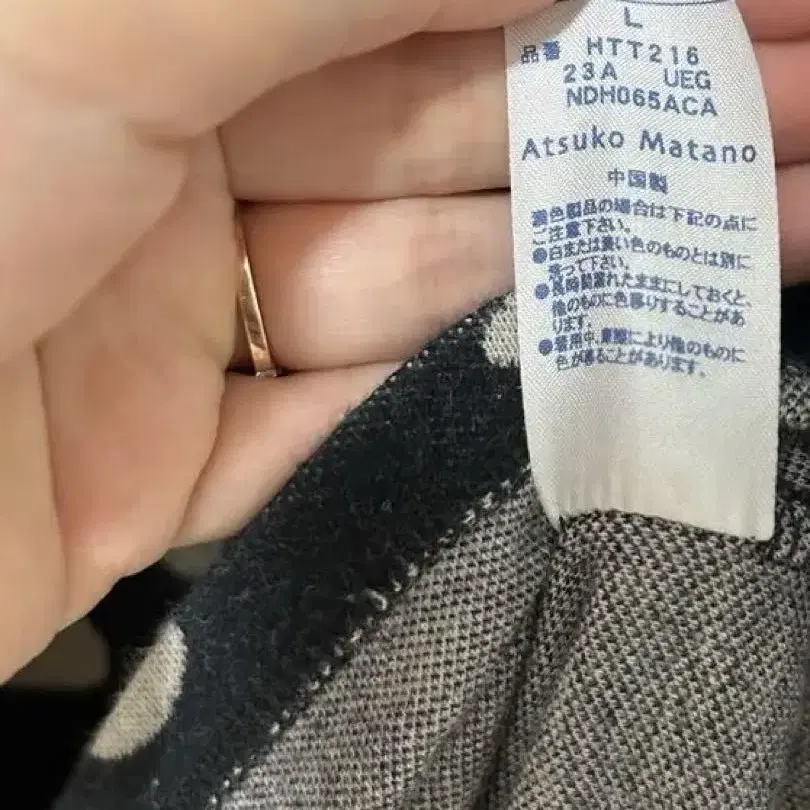 L
品番 HTT216
23A UEG
NDH065ACA
Atsuko Matano
中国製
濃色製品の場合は下記の点に
ご注意下さい。
●白または淡い色のものとは別に
洗って下さい。
●長時間濡れたままにしておくと、
他のものに色移りすることがあ
ります。
●着用中、摩擦により他のものに
色が移ることがあります。